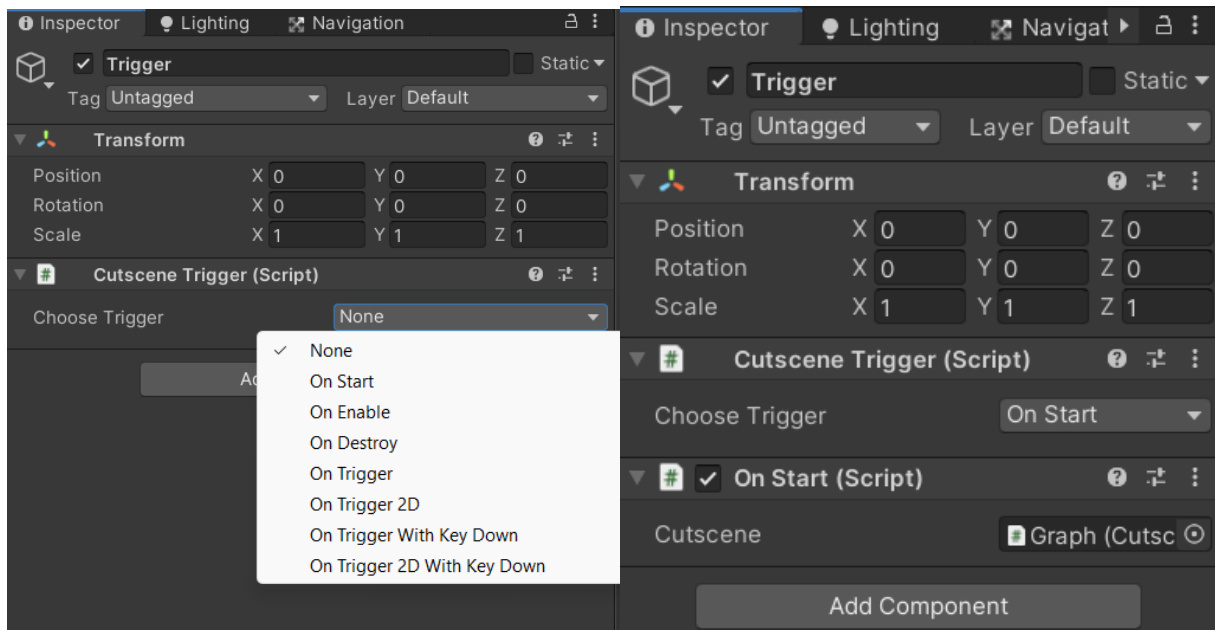 Inspector Lighting Navigation
Trigger Static
Tag Untagged Layer Default
Transform
Position X 0 Y 0 Z 0
Rotation X 0 Y 0 Z 0
Scale X 1 Y 1 Z 1
Cutscene Trigger (Script)
Choose Trigger None
None
On Start
On Enable
On Destroy
On Trigger
On Trigger 2D
On Trigger With Key Down
On Trigger 2D With Key Down
Inspector Lighting Navigat
Trigger Static
Tag Untagged Layer Default
Transform
Position X 0 Y 0 Z 0
Rotation X 0 Y 0 Z 0
Scale X 1 Y 1 Z 1
Cutscene Trigger (Script)
Choose Trigger On Start
# On Start (Script)
Cutscene Graph (Cutsc
Add Component